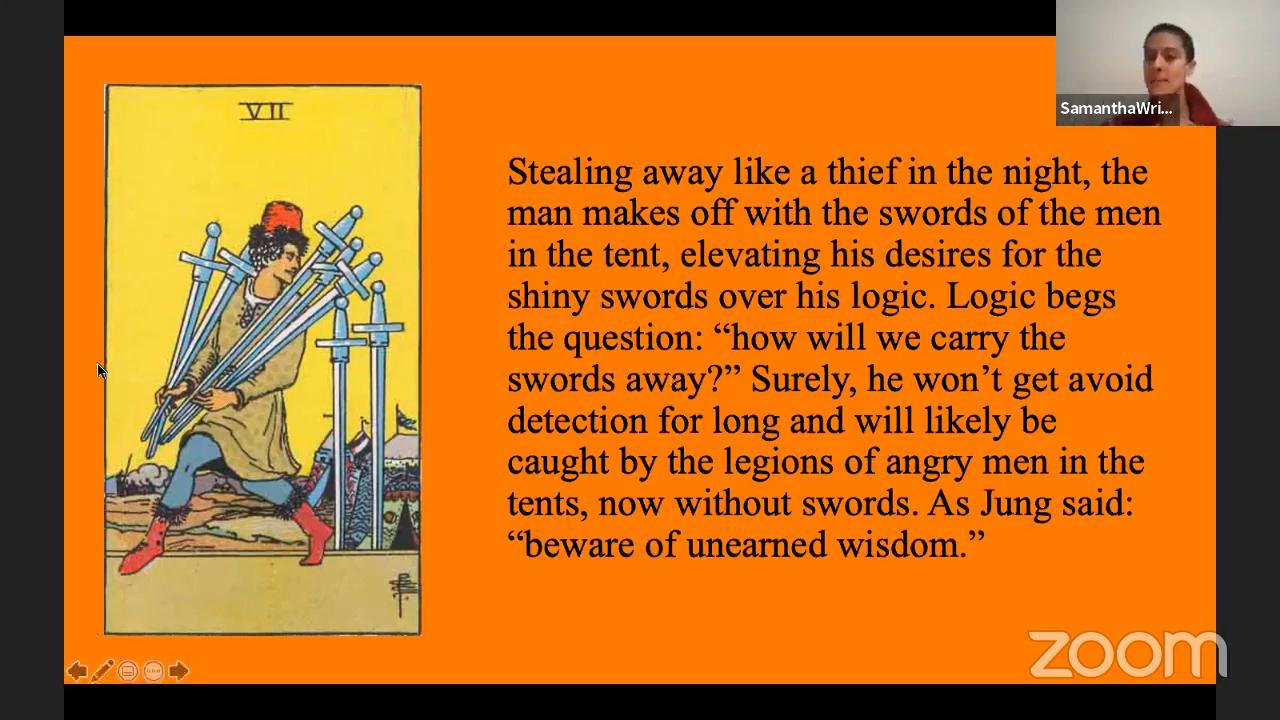 SamanthaWri...
VII
Stealing away like a thief in the night, the
man makes off with the swords of the men
in the tent, elevating his desires for the
shiny swords over his logic. Logic begs
the question: “how will we carry the
swords away?” Surely, he won’t get avoid
detection for long and will likely be
caught by the legions of angry men in the
tents, now without swords. As Jung said:
“beware of unearned wisdom.”
zoom